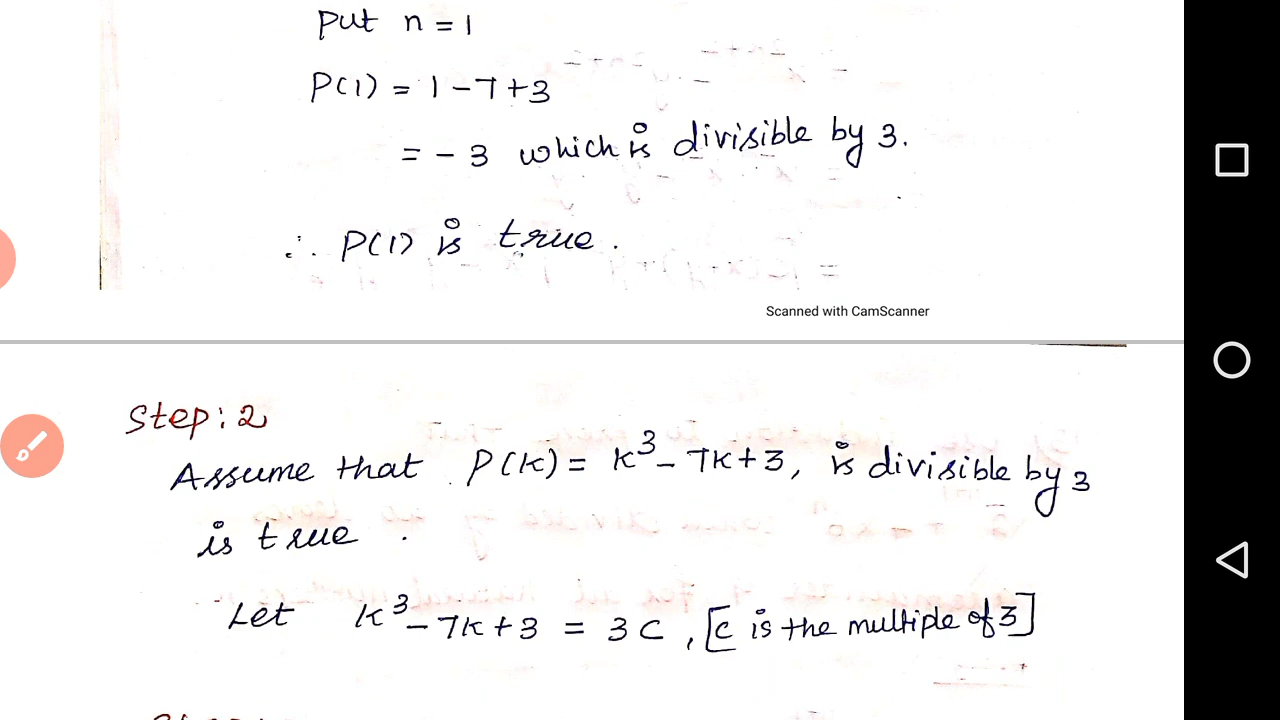 Put n = 1
P(1) = 1 - 7 + 3
= - 3 which is divisible by 3.
∴ P(1) is true.
Scanned with CamScanner
Step: 2
Assume that P(k) = k³ - 7k + 3, is divisible by 3
is true.
Let k³ - 7k + 3 = 3c, [c is the multiple of 3]